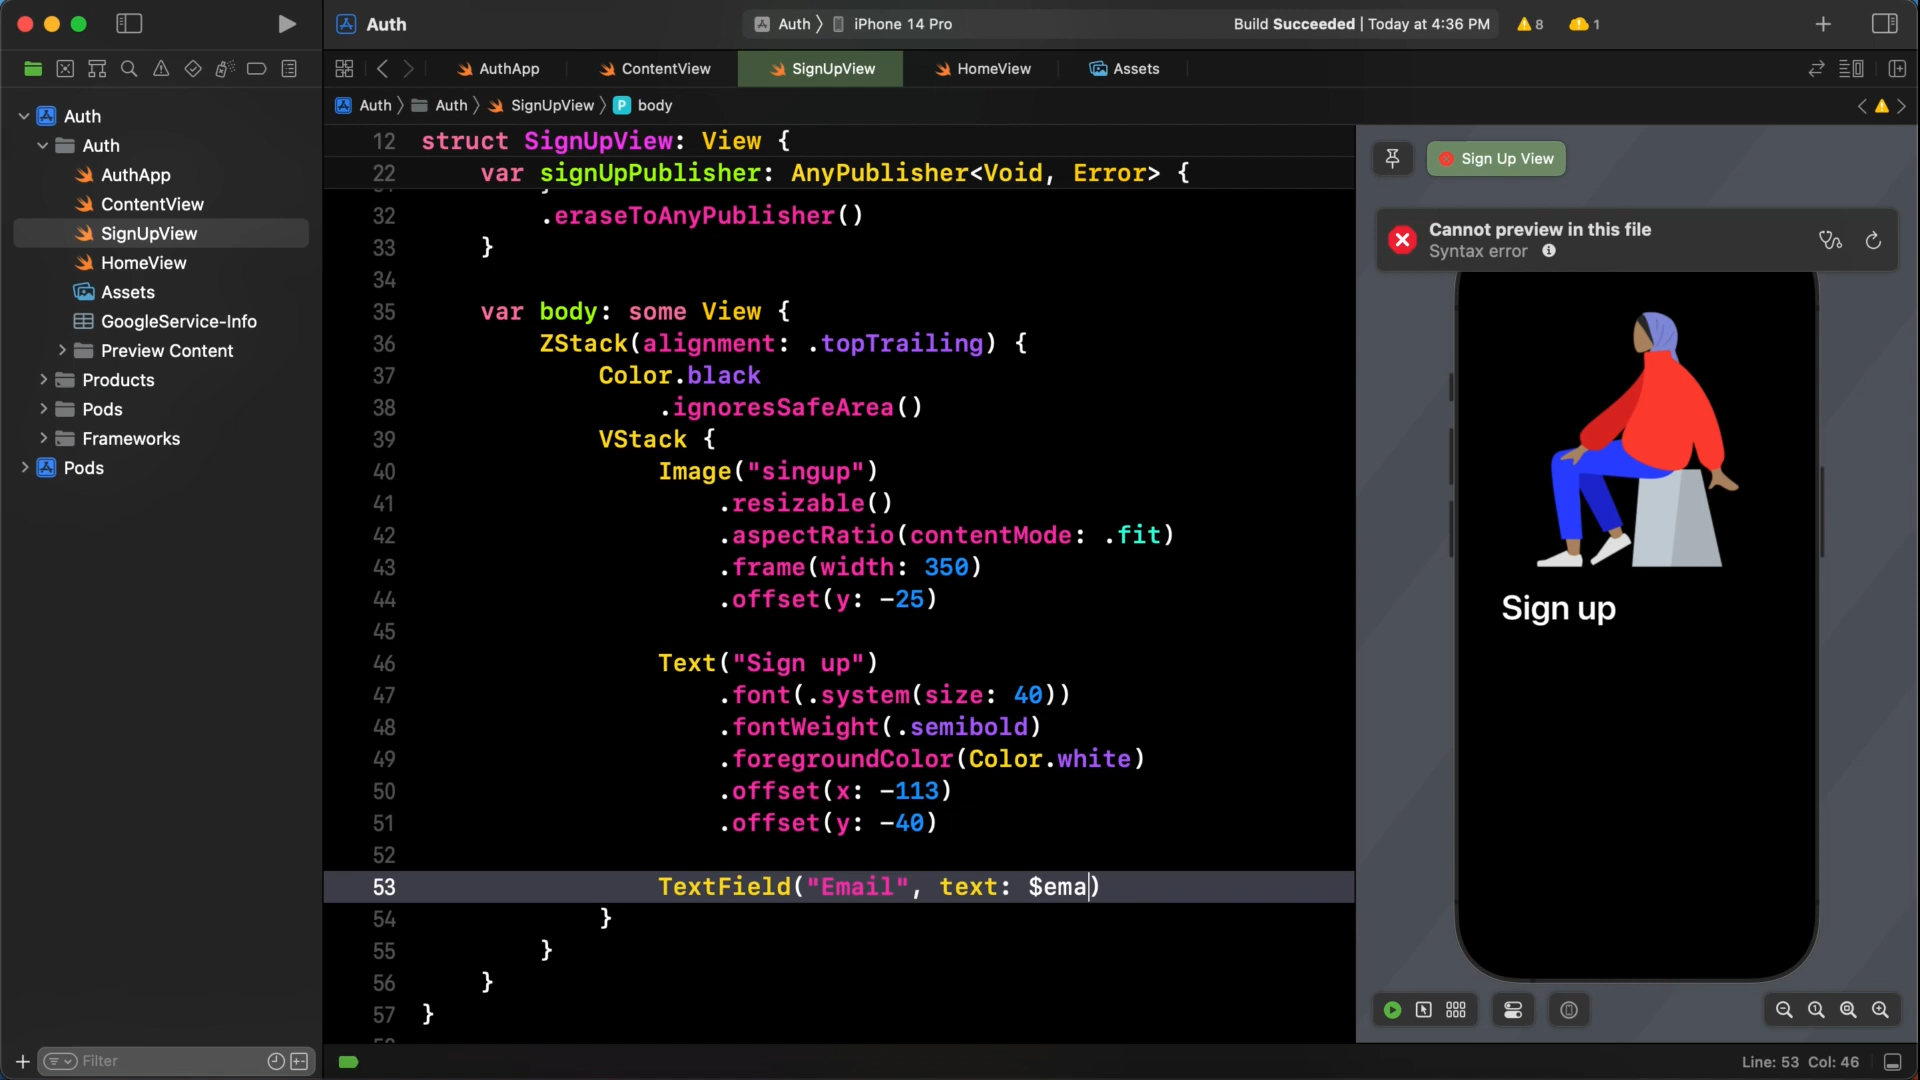 Auth
Auth
iPhone 14 Pro
Build Succeeded | Today at 4:36 PM
8
1
AuthApp
ContentView
SignUpView
HomeView
Assets
Auth
Auth
SignUpView
P
body
Auth
Auth
AuthApp
ContentView
SignUpView
HomeView
Assets
GoogleService-Info
Preview Content
Products
Pods
Frameworks
Pods
Filter
12 struct SignUpView: View {
22 var signUpPublisher: AnyPublisher<Void, Error> {
32 .eraseToAnyPublisher()
33 }
34
35 var body: some View {
36 ZStack(alignment: .topTrailing) {
37 Color.black
38 .ignoresSafeArea()
39 VStack {
40 Image("singup")
41 .resizable()
42 .aspectRatio(contentMode: .fit)
43 .frame(width: 350)
44 .offset(y: -25)
45
46 Text("Sign up")
47 .font(.system(size: 40))
48 .fontWeight(.semibold)
49 .foregroundColor(Color.white)
50 .offset(x: -113)
51 .offset(y: -40)
52
53 TextField("Email", text: $ema)
54 }
55 }
56 }
57 }
Sign Up View
Cannot preview in this file
Syntax error
Sign up
Line: 53 Col: 46